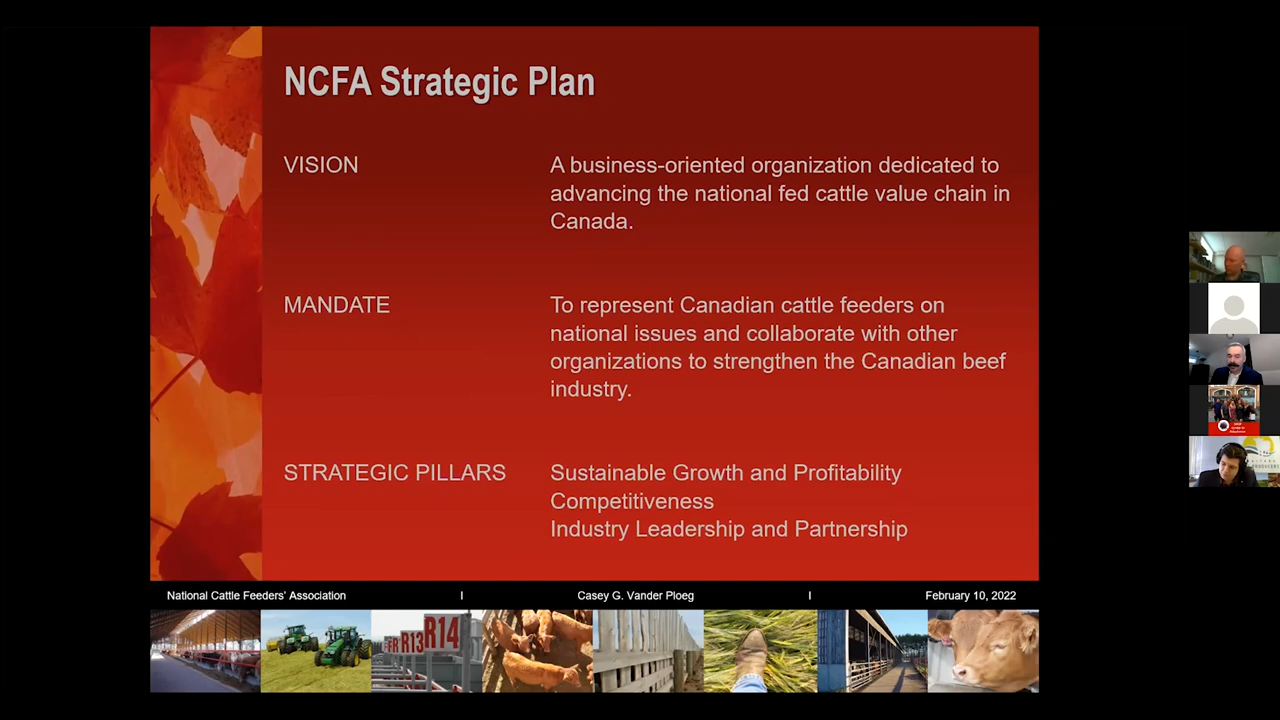 NCFA Strategic Plan
VISION
A business-oriented organization dedicated to
advancing the national fed cattle value chain in
Canada.
MANDATE
To represent Canadian cattle feeders on
national issues and collaborate with other
organizations to strengthen the Canadian beef
industry.
STRATEGIC PILLARS
Sustainable Growth and Profitability
Competitiveness
Industry Leadership and Partnership
National Cattle Feeders' Association I Casey G. Vander Ploeg I February 10, 2022
R13 R14